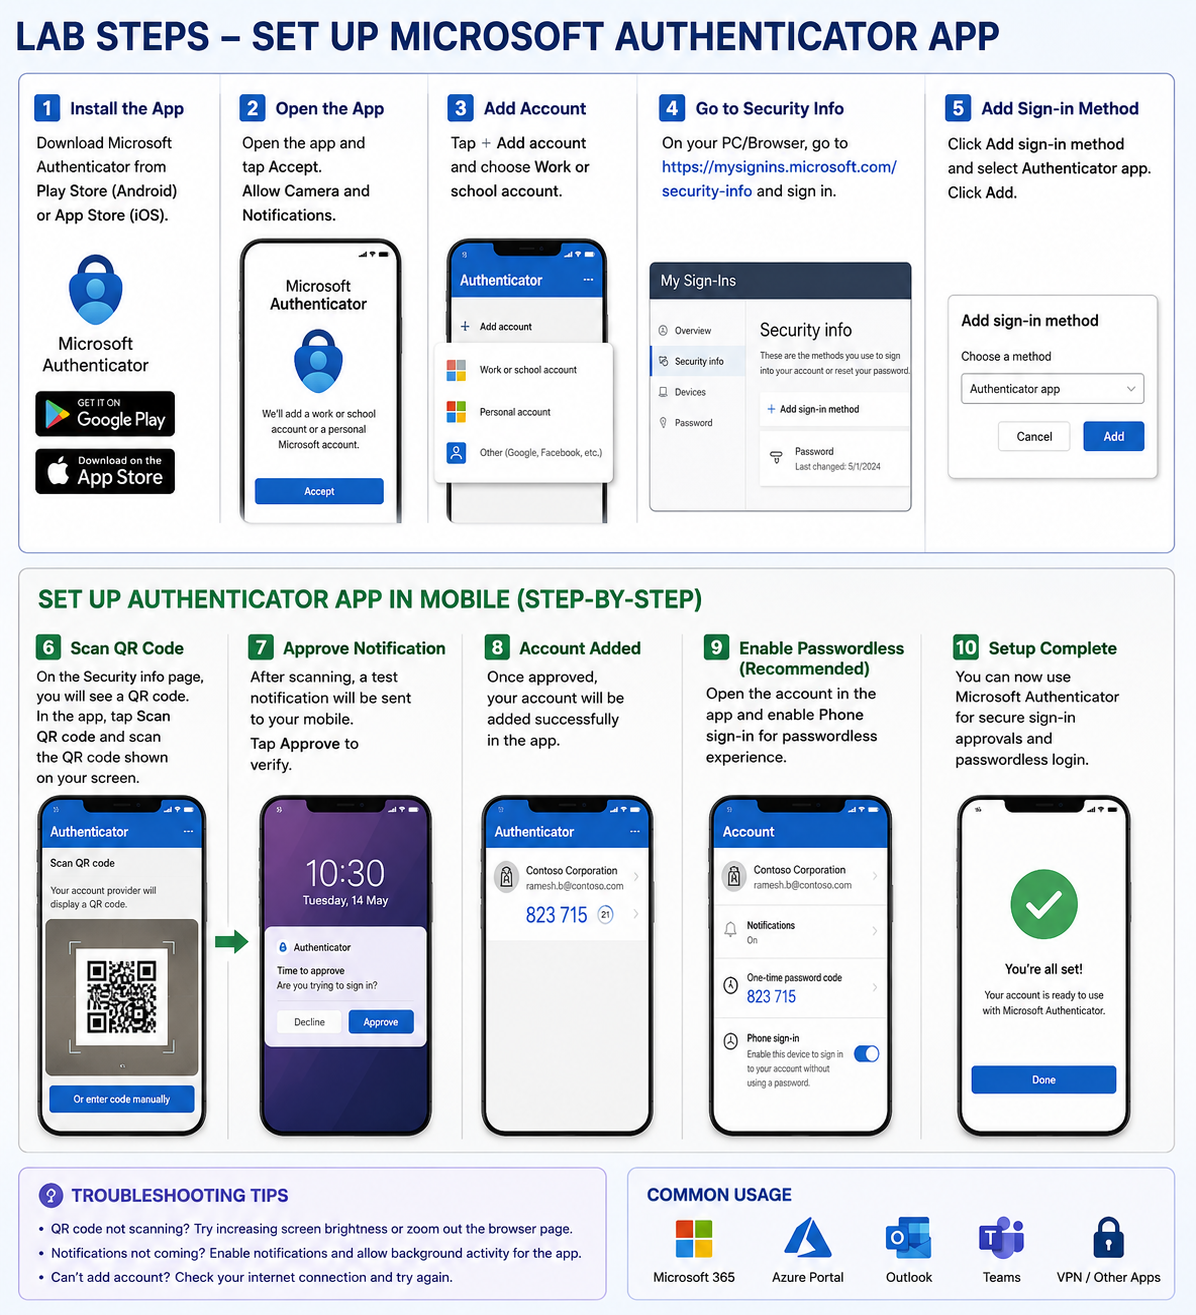 LAB STEPS – SET UP MICROSOFT AUTHENTICATOR APP
1 Install the App
Download Microsoft
Authenticator from
Play Store (Android)
or App Store (iOS).
Microsoft
Authenticator
GET IT ON
Google Play
Download on the
App Store
2 Open the App
Open the app and
tap Accept.
Allow Camera and
Notifications.
Microsoft
Authenticator
We'll add a work or school
account or a personal
Microsoft account.
Accept
3 Add Account
Tap + Add account
and choose Work or
school account.
Authenticator ...
+ Add account
Work or school account
Personal account
Other (Google, Facebook, etc.)
4 Go to Security Info
On your PC/Browser, go to
https://mysignins.microsoft.com/
security-info and sign in.
My Sign-Ins
Overview
Security info
Devices
Password
Security info
These are the methods you use to sign
into your account or reset your password.
+ Add sign-in method
Password
Last changed: 5/1/2024
5 Add Sign-in Method
Click Add sign-in method
and select Authenticator app.
Click Add.
Add sign-in method
Choose a method
Authenticator app
Cancel
Add
SET UP AUTHENTICATOR APP IN MOBILE (STEP-BY-STEP)
6 Scan QR Code
On the Security info page,
you will see a QR code.
In the app, tap Scan
QR code and scan
the QR code shown
on your screen.
Authenticator ...
Scan QR code
Your account provider will
display a QR code.
Or enter code manually
7 Approve Notification
After scanning, a test
notification will be sent
to your mobile.
Tap Approve to
verify.
10:30
Tuesday, 14 May
Authenticator
Time to approve
Are you trying to sign in?
Decline
Approve
8 Account Added
Once approved,
your account will be
added successfully
in the app.
Authenticator ...
Contoso Corporation
ramesh.b@contoso.com
823 715 21
9 Enable Passwordless
(Recommended)
Open the account in the
app and enable Phone
sign-in for passwordless
experience.
Account
Contoso Corporation
ramesh.b@contoso.com
Notifications
On
One-time password code
823 715
Phone sign-in
Enable this device to sign in
to your account without
using a password.
10 Setup Complete
You can now use
Microsoft Authenticator
for secure sign-in
approvals and
passwordless login.
You're all set!
Your account is ready to use
with Microsoft Authenticator.
Done
? TROUBLESHOOTING TIPS
• QR code not scanning? Try increasing screen brightness or zoom out the browser page.
• Notifications not coming? Enable notifications and allow background activity for the app.
• Can't add account? Check your internet connection and try again.
COMMON USAGE
Microsoft 365
Azure Portal
Outlook
Teams
VPN / Other Apps